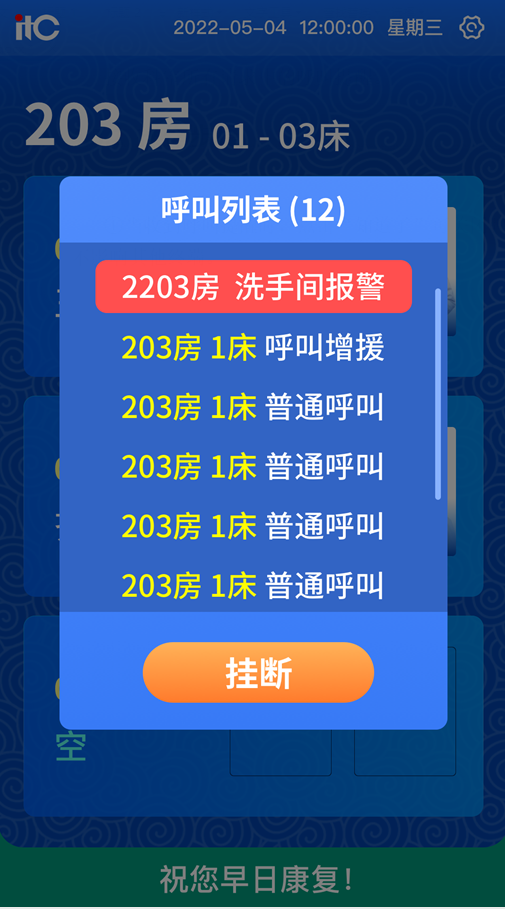 itC 2022-05-04 12:00:00 星期三
203 房 01 - 03床
呼叫列表 (12)
2203房 洗手间报警
203房 1床 呼叫增援
203房 1床 普通呼叫
203房 1床 普通呼叫
203房 1床 普通呼叫
203房 1床 普通呼叫
挂断
空
祝您早日康复!